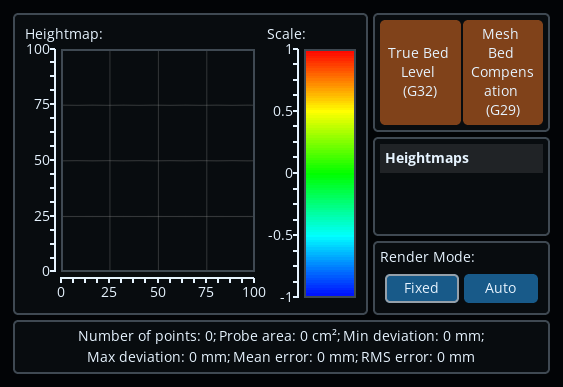 Heightmap:
100
75
50
25
0
0 25 50 75 100
Scale:
1
0.5
0
-0.5
-1
True Bed
Level
(G32)
Mesh
Bed
Compens
ation
(G29)
Heightmaps
Render Mode:
Fixed Auto
Number of points: 0; Probe area: 0 cm²; Min deviation: 0 mm;
Max deviation: 0 mm; Mean error: 0 mm; RMS error: 0 mm